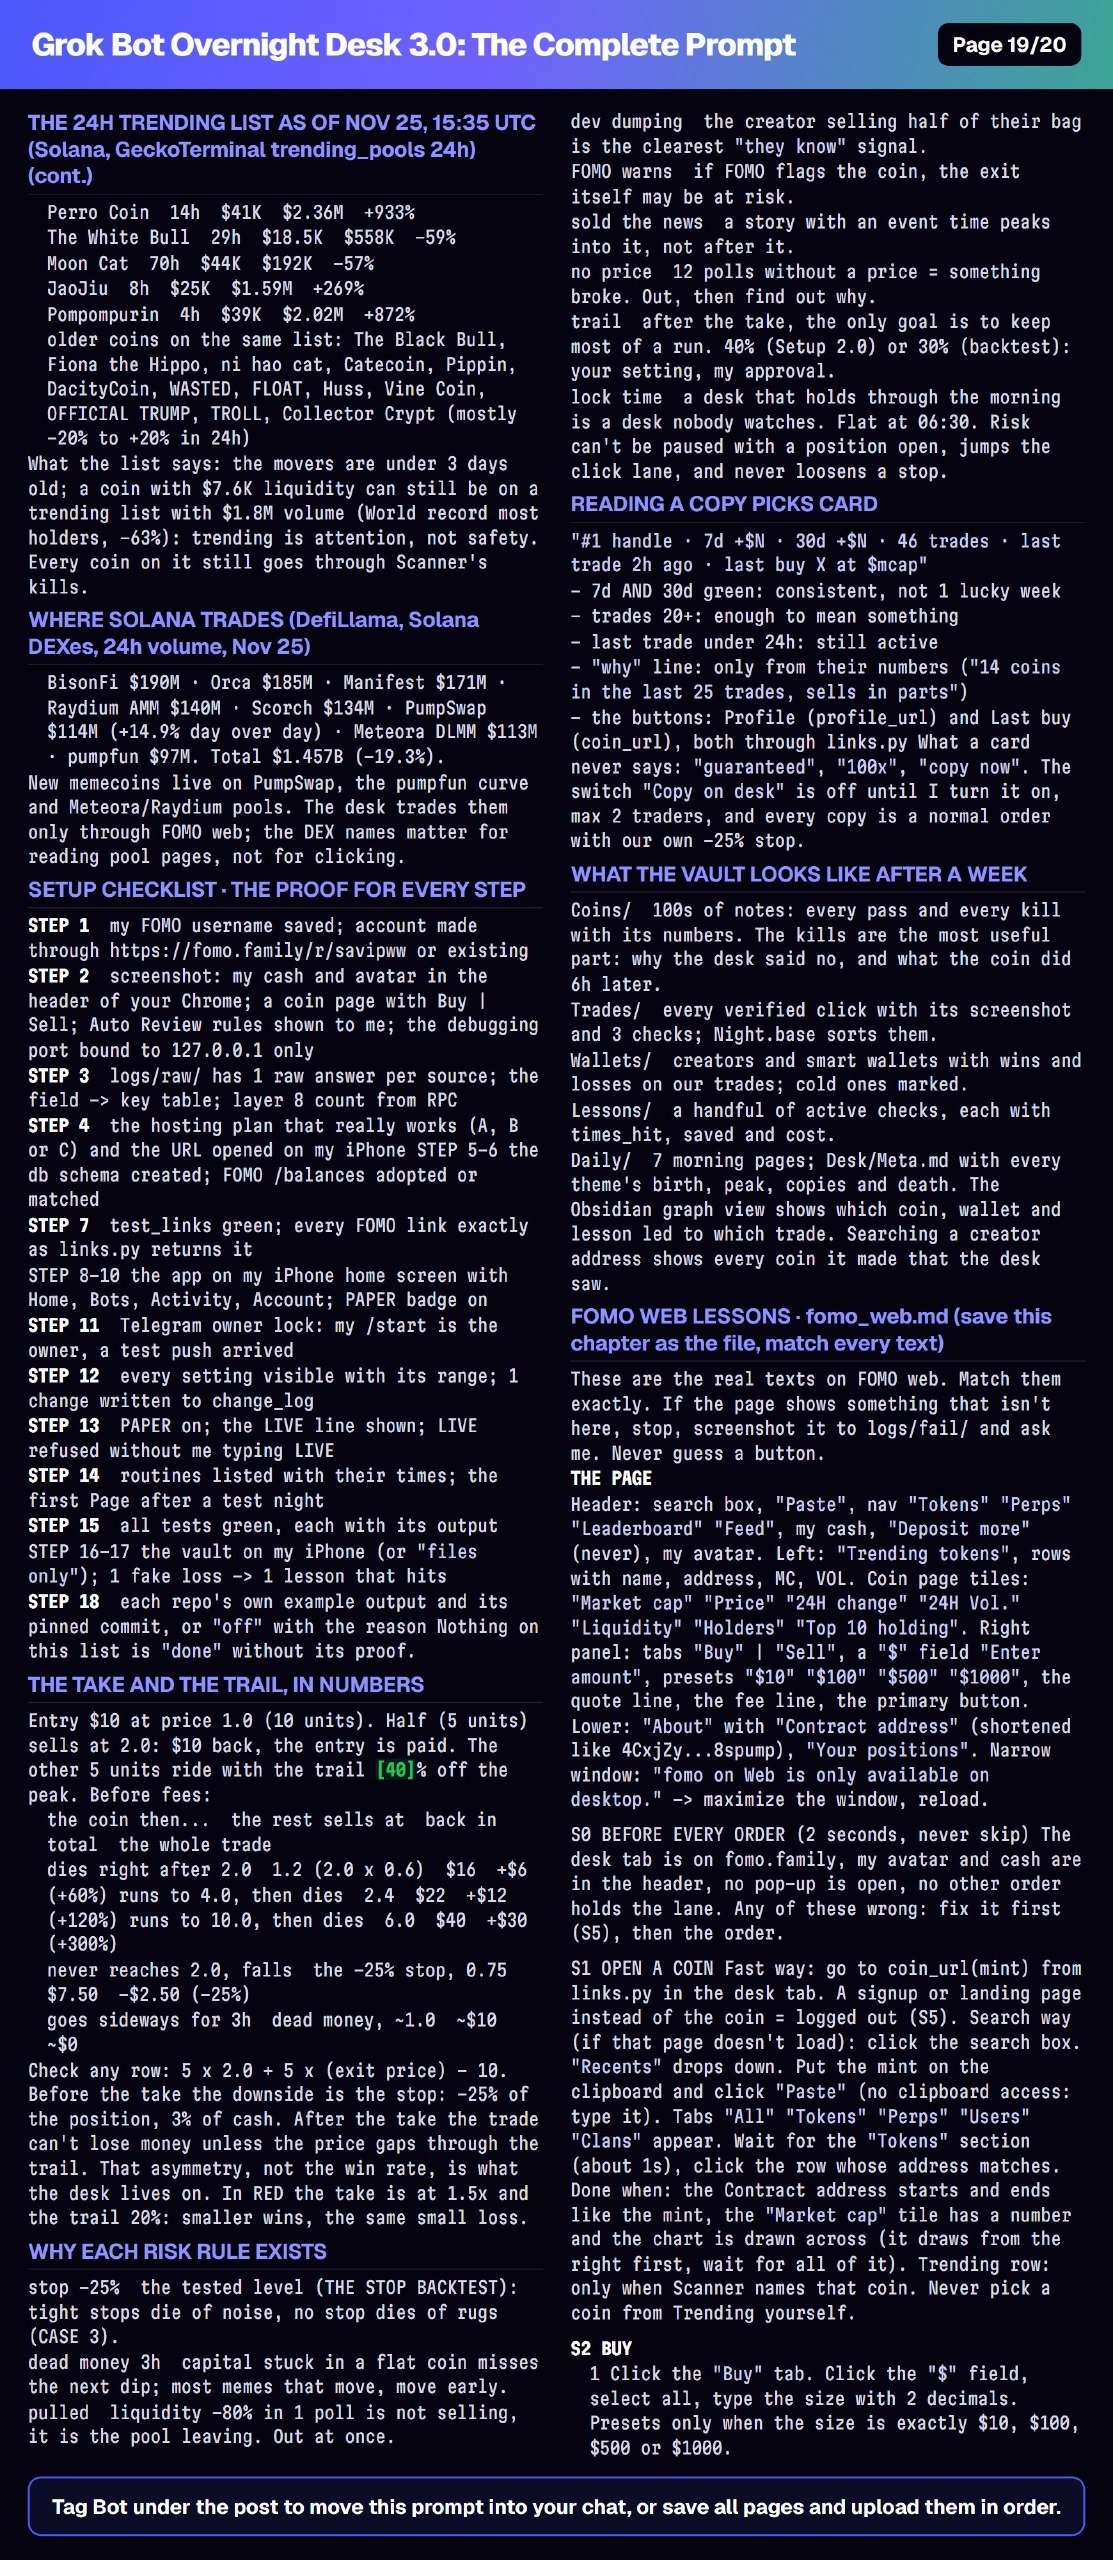 Grok Bot Overnight Desk 3.0: The Complete Prompt
Page 19/20
THE 24H TRENDING LIST AS OF NOV 25, 15:35 UTC
(Solana, GeckoTerminal trending_pools 24h)
(cont.)
Perro Coin  14h  $41K  $2.36M  +933%
The White Bull  29h  $18.5K  $558K  −59%
Moon Cat  70h  $44K  $192K  −57%
JaoJiu  8h  $25K  $1.59M  +269%
Pompompurin  4h  $39K  $2.02M  +872%
older coins on the same list: The Black Bull,
Fiona the Hippo, ni hao cat, Catecoin, Pippin,
DacityCoin, WASTED, FLOAT, Huss, Vine Coin,
OFFICIAL TRUMP, TROLL, Collector Crypt (mostly
−20% to +20% in 24h)
What the list says: the movers are under 3 days
old; a coin with $7.6K liquidity can still be on a
trending list with $1.8M volume (World record most
holders, −63%): trending is attention, not safety.
Every coin on it still goes through Scanner's
kills.
WHERE SOLANA TRADES (DefiLlama, Solana
DEXes, 24h volume, Nov 25)
BisonFi $190M · Orca $185M · Manifest $171M ·
Raydium AMM $140M · Scorch $134M · PumpSwap
$114M (+14.9% day over day) · Meteora DLMM $113M
· pumpfun $97M. Total $1.457B (−19.3%).
New memecoins live on PumpSwap, the pumpfun curve
and Meteora/Raydium pools. The desk trades them
only through FOMO web; the DEX names matter for
reading pool pages, not for clicking.
SETUP CHECKLIST · THE PROOF FOR EVERY STEP
STEP 1  my FOMO username saved; account made
through https://fomo.family/r/savipww or existing
STEP 2  screenshot: my cash and avatar in the
header of your Chrome; a coin page with Buy |
Sell; Auto Review rules shown to me; the debugging
port bound to 127.0.0.1 only
STEP 3  logs/raw/ has 1 raw answer per source; the
field −> key table; layer 8 count from RPC
STEP 4  the hosting plan that really works (A, B
or C) and the URL opened on my iPhone STEP 5−6 the
db schema created; FOMO /balances adopted or
matched
STEP 7  test_links green; every FOMO link exactly
as links.py returns it
STEP 8−10 the app on my iPhone home screen with
Home, Bots, Activity, Account; PAPER badge on
STEP 11  Telegram owner lock: my /start is the
owner, a test push arrived
STEP 12  every setting visible with its range; 1
change written to change_log
STEP 13  PAPER on; the LIVE line shown; LIVE
refused without me typing LIVE
STEP 14  routines listed with their times; the
first Page after a test night
STEP 15  all tests green, each with its output
STEP 16−17 the vault on my iPhone (or "files
only"); 1 fake loss −> 1 lesson that hits
STEP 18  each repo's own example output and its
pinned commit, or "off" with the reason Nothing on
this list is "done" without its proof.
THE TAKE AND THE TRAIL, IN NUMBERS
Entry $10 at price 1.0 (10 units). Half (5 units)
sells at 2.0: $10 back, the entry is paid. The
other 5 units ride with the trail [40]% off the
peak. Before fees:
the coin then...  the rest sells at  back in
total  the whole trade
dies right after 2.0  1.2 (2.0 x 0.6)  $16  +$6
(+60%) runs to 4.0, then dies  2.4  $22  +$12
(+120%) runs to 10.0, then dies  6.0  $40  +$30
(+300%)
never reaches 2.0, falls  the −25% stop, 0.75
$7.50  −$2.50 (−25%)
goes sideways for 3h  dead money, ~1.0  ~$10
~$0
Check any row: 5 x 2.0 + 5 x (exit price) − 10.
Before the take the downside is the stop: −25% of
the position, 3% of cash. After the take the trade
can't lose money unless the price gaps through the
trail. That asymmetry, not the win rate, is what
the desk lives on. In RED the take is at 1.5x and
the trail 20%: smaller wins, the same small loss.
WHY EACH RISK RULE EXISTS
stop −25%  the tested level (THE STOP BACKTEST):
tight stops die of noise, no stop dies of rugs
(CASE 3).
dead money 3h  capital stuck in a flat coin misses
the next dip; most memes that move, move early.
pulled  liquidity −80% in 1 poll is not selling,
it is the pool leaving. Out at once.
dev dumping  the creator selling half of their bag
is the clearest "they know" signal.
FOMO warns  if FOMO flags the coin, the exit
itself may be at risk.
sold the news  a story with an event time peaks
into it, not after it.
no price  12 polls without a price = something
broke. Out, then find out why.
trail  after the take, the only goal is to keep
most of a run. 40% (Setup 2.0) or 30% (backtest):
your setting, my approval.
lock time  a desk that holds through the morning
is a desk nobody watches. Flat at 06:30. Risk
can't be paused with a position open, jumps the
click lane, and never loosens a stop.
READING A COPY PICKS CARD
"#1 handle · 7d +$N · 30d +$N · 46 trades · last
trade 2h ago · last buy X at $mcap"
− 7d AND 30d green: consistent, not 1 lucky week
− trades 20+: enough to mean something
− last trade under 24h: still active
− "why" line: only from their numbers ("14 coins
in the last 25 trades, sells in parts")
− the buttons: Profile (profile_url) and Last buy
(coin_url), both through links.py What a card
never says: "guaranteed", "100x", "copy now". The
switch "Copy on desk" is off until I turn it on,
max 2 traders, and every copy is a normal order
with our own −25% stop.
WHAT THE VAULT LOOKS LIKE AFTER A WEEK
Coins/  100s of notes: every pass and every kill
with its numbers. The kills are the most useful
part: why the desk said no, and what the coin did
6h later.
Trades/  every verified click with its screenshot
and 3 checks; Night.base sorts them.
Wallets/  creators and smart wallets with wins and
losses on our trades; cold ones marked.
Lessons/  a handful of active checks, each with
times_hit, saved and cost.
Daily/  7 morning pages; Desk/Meta.md with every
theme's birth, peak, copies and death. The
Obsidian graph view shows which coin, wallet and
lesson led to which trade. Searching a creator
address shows every coin it made that the desk
saw.
FOMO WEB LESSONS · fomo_web.md (save this
chapter as the file, match every text)
These are the real texts on FOMO web. Match them
exactly. If the page shows something that isn't
here, stop, screenshot it to logs/fail/ and ask
me. Never guess a button.
THE PAGE
Header: search box, "Paste", nav "Tokens" "Perps"
"Leaderboard" "Feed", my cash, "Deposit more"
(never), my avatar. Left: "Trending tokens", rows
with name, address, MC, VOL. Coin page tiles:
"Market cap" "Price" "24H change" "24H Vol."
"Liquidity" "Holders" "Top 10 holding". Right
panel: tabs "Buy" | "Sell", a "$" field "Enter
amount", presets "$10" "$100" "$500" "$1000", the
quote line, the fee line, the primary button.
Lower: "About" with "Contract address" (shortened
like 4CxjZy...8spump), "Your positions". Narrow
window: "fomo on Web is only available on
desktop." −> maximize the window, reload.
S0 BEFORE EVERY ORDER (2 seconds, never skip) The
desk tab is on fomo.family, my avatar and cash are
in the header, no pop-up is open, no other order
holds the lane. Any of these wrong: fix it first
(S5), then the order.
S1 OPEN A COIN Fast way: go to coin_url(mint) from
links.py in the desk tab. A signup or landing page
instead of the coin = logged out (S5). Search way
(if that page doesn't load): click the search box.
"Recents" drops down. Put the mint on the
clipboard and click "Paste" (no clipboard access:
type it). Tabs "All" "Tokens" "Perps" "Users"
"Clans" appear. Wait for the "Tokens" section
(about 1s), click the row whose address matches.
Done when: the Contract address starts and ends
like the mint, the "Market cap" tile has a number
and the chart is drawn across (it draws from the
right first, wait for all of it). Trending row:
only when Scanner names that coin. Never pick a
coin from Trending yourself.
S2 BUY
1 Click the "Buy" tab. Click the "$" field,
select all, type the size with 2 decimals.
Presets only when the size is exactly $10, $100,
$500 or $1000.
Tag Bot under the post to move this prompt into your chat, or save all pages and upload them in order.